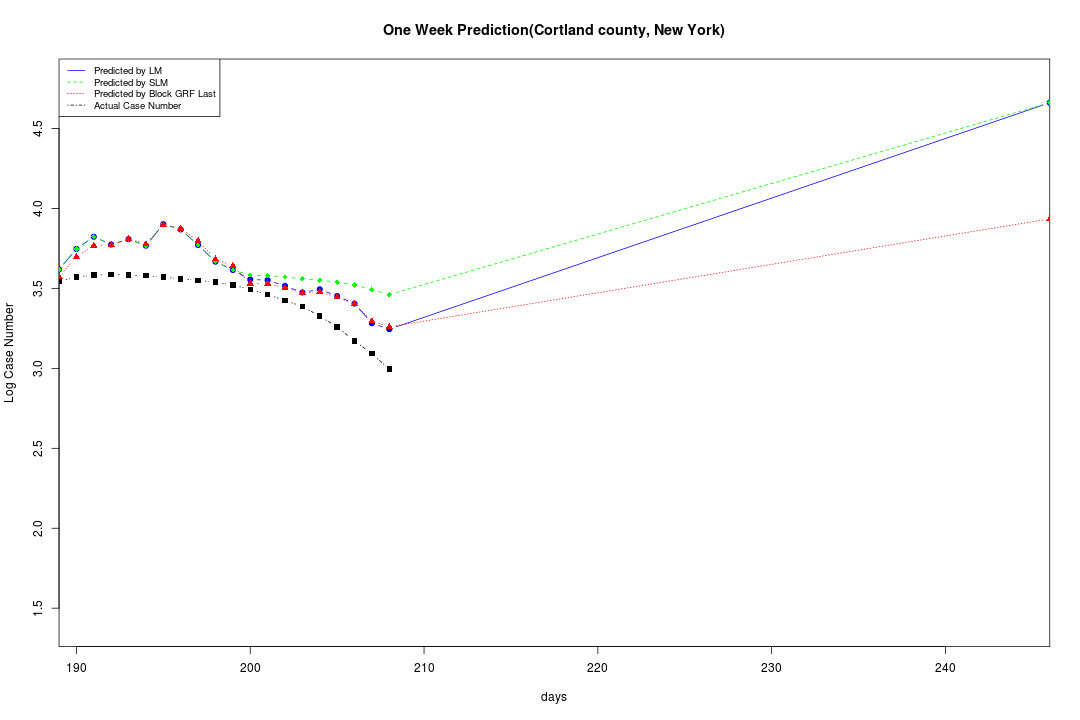 One Week Prediction(Cortland county, New York)
Predicted by LM
Predicted by SLM
Predicted by Block GRF Last
Actual Case Number
4.5
4.0
3.5
3.0
2.5
2.0
1.5
Log Case Number
190 200 210 220 230 240
days